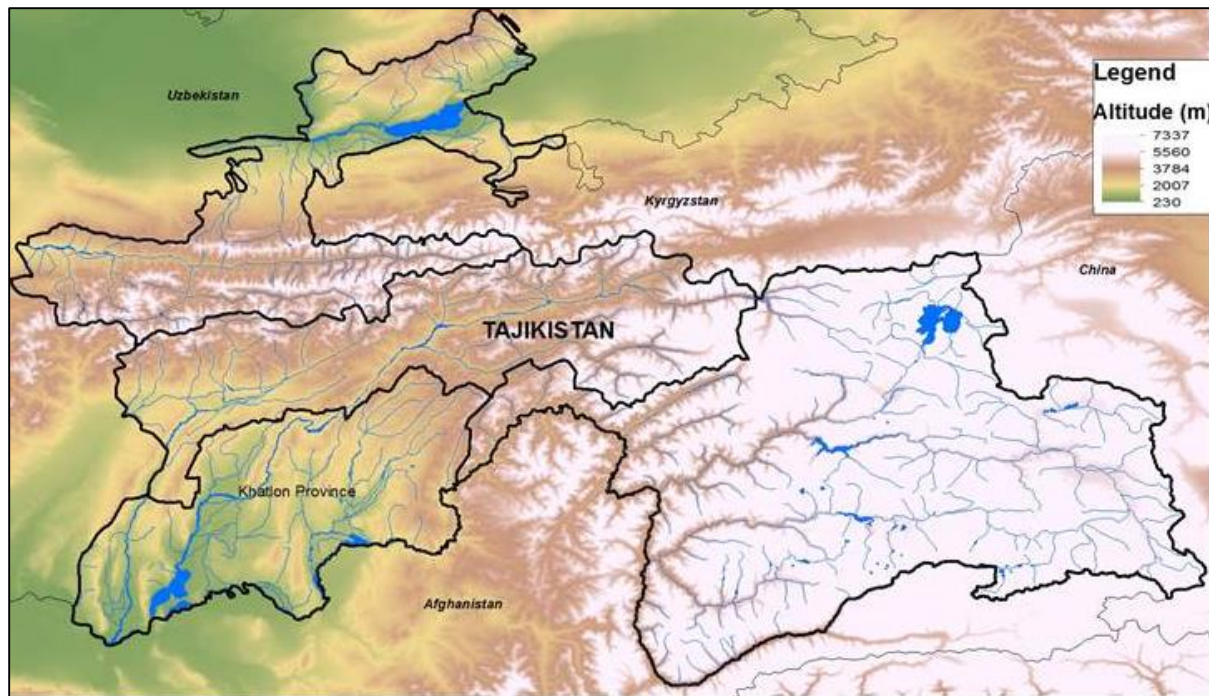 Uzbekistan
Legend
Altitude (m)
7337
5560
3784
2007
230
Kyrgyzstan
China
TAJIKISTAN
Khatlon Province
Afghanistan